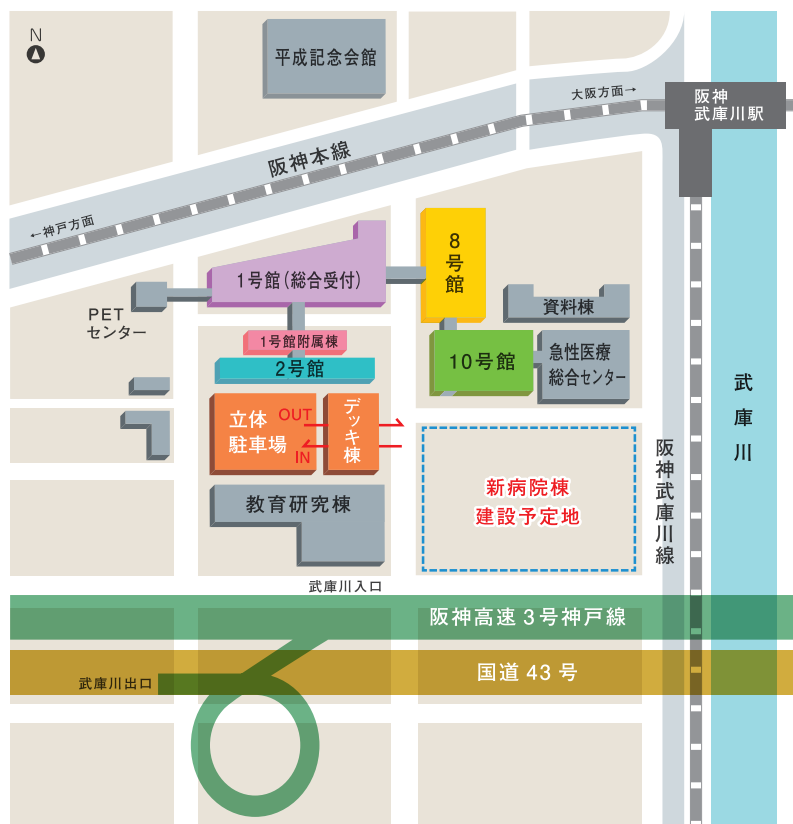 N
平成記念会館
大阪方面→
阪神
武庫川駅
阪神本線
←神戸方面
8号館
1号館(総合受付)
PET
センター
資料棟
1号館附属棟
2号館
10号館
急性医療
総合センター
武庫川
立体
駐車場
OUT
IN
デッキ棟
阪神武庫川線
新病院棟
建設予定地
教育研究棟
武庫川入口
阪神高速3号神戸線
国道43号
武庫川出口